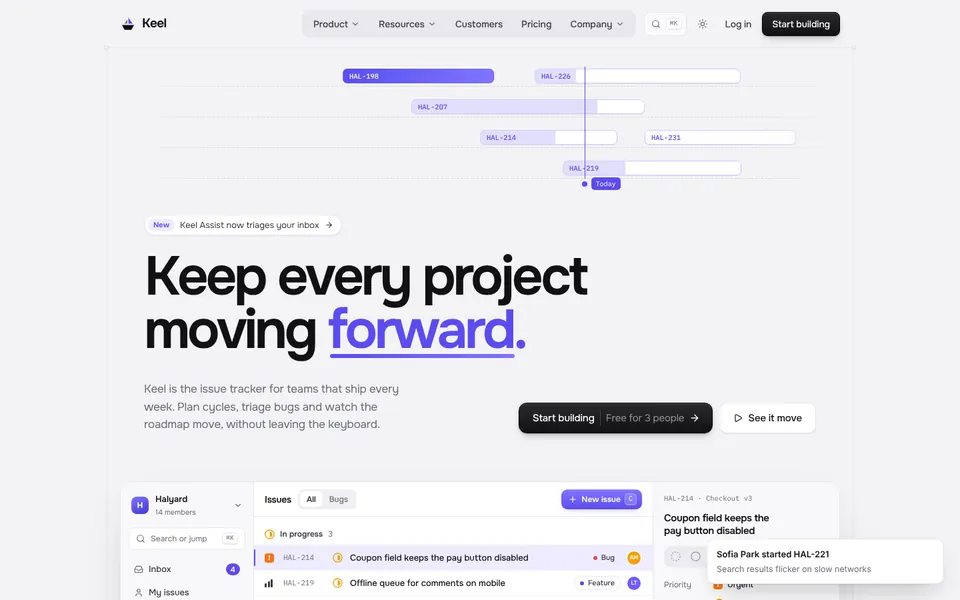 Keel
Product
Resources
Customers
Pricing
Company
⌘K
Log in
Start building
HAL-198
HAL-226
HAL-207
HAL-214
HAL-231
HAL-219
Today
New
Keel Assist now triages your inbox →
Keep every project
moving forward.
Keel is the issue tracker for teams that ship every
week. Plan cycles, triage bugs and watch the
roadmap move, without leaving the keyboard.
Start building
Free for 3 people →
See it move
H
Halyard
14 members
Search or jump
⌘K
Inbox
4
My issues
Issues
All
Bugs
+ New issue
C
In progress 3
HAL-214
Coupon field keeps the pay button disabled
Bug
AM
HAL-219
Offline queue for comments on mobile
Feature
LT
HAL-214 · Checkout v3
Coupon field keeps the
pay button disabled
Sofia Park started HAL-221
Search results flicker on slow networks
Priority
Urgent